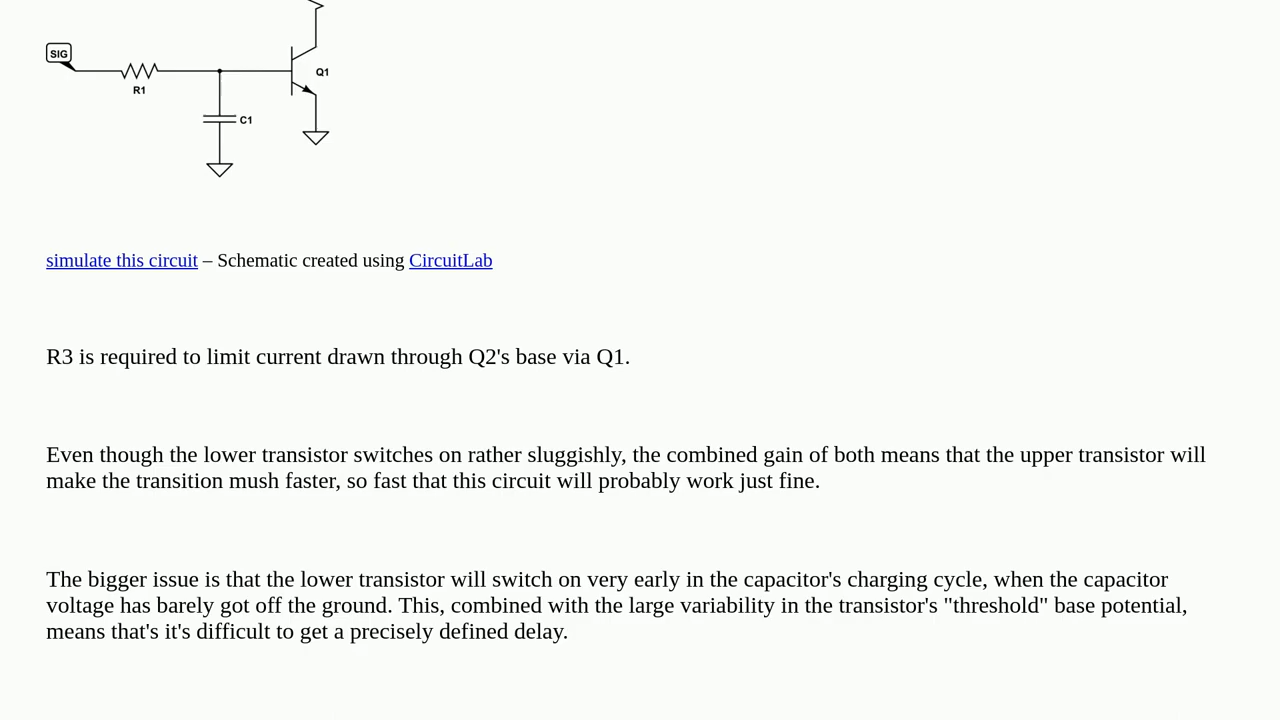 SIG
Q1
R1
C1
simulate this circuit – Schematic created using CircuitLab
R3 is required to limit current drawn through Q2's base via Q1.
Even though the lower transistor switches on rather sluggishly, the combined gain of both means that the upper transistor will
make the transition mush faster, so fast that this circuit will probably work just fine.
The bigger issue is that the lower transistor will switch on very early in the capacitor's charging cycle, when the capacitor
voltage has barely got off the ground. This, combined with the large variability in the transistor's "threshold" base potential,
means that's it's difficult to get a precisely defined delay.